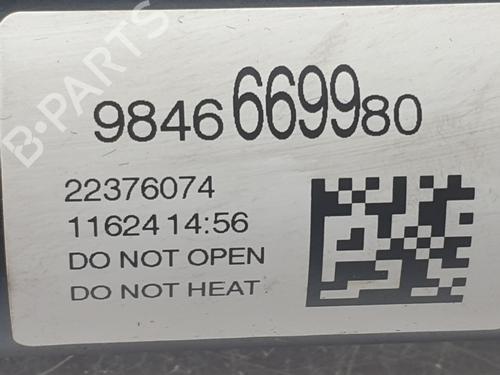 B-PARTS
9846669980
22376074
11624 14:56
DO NOT OPEN
DO NOT HEAT